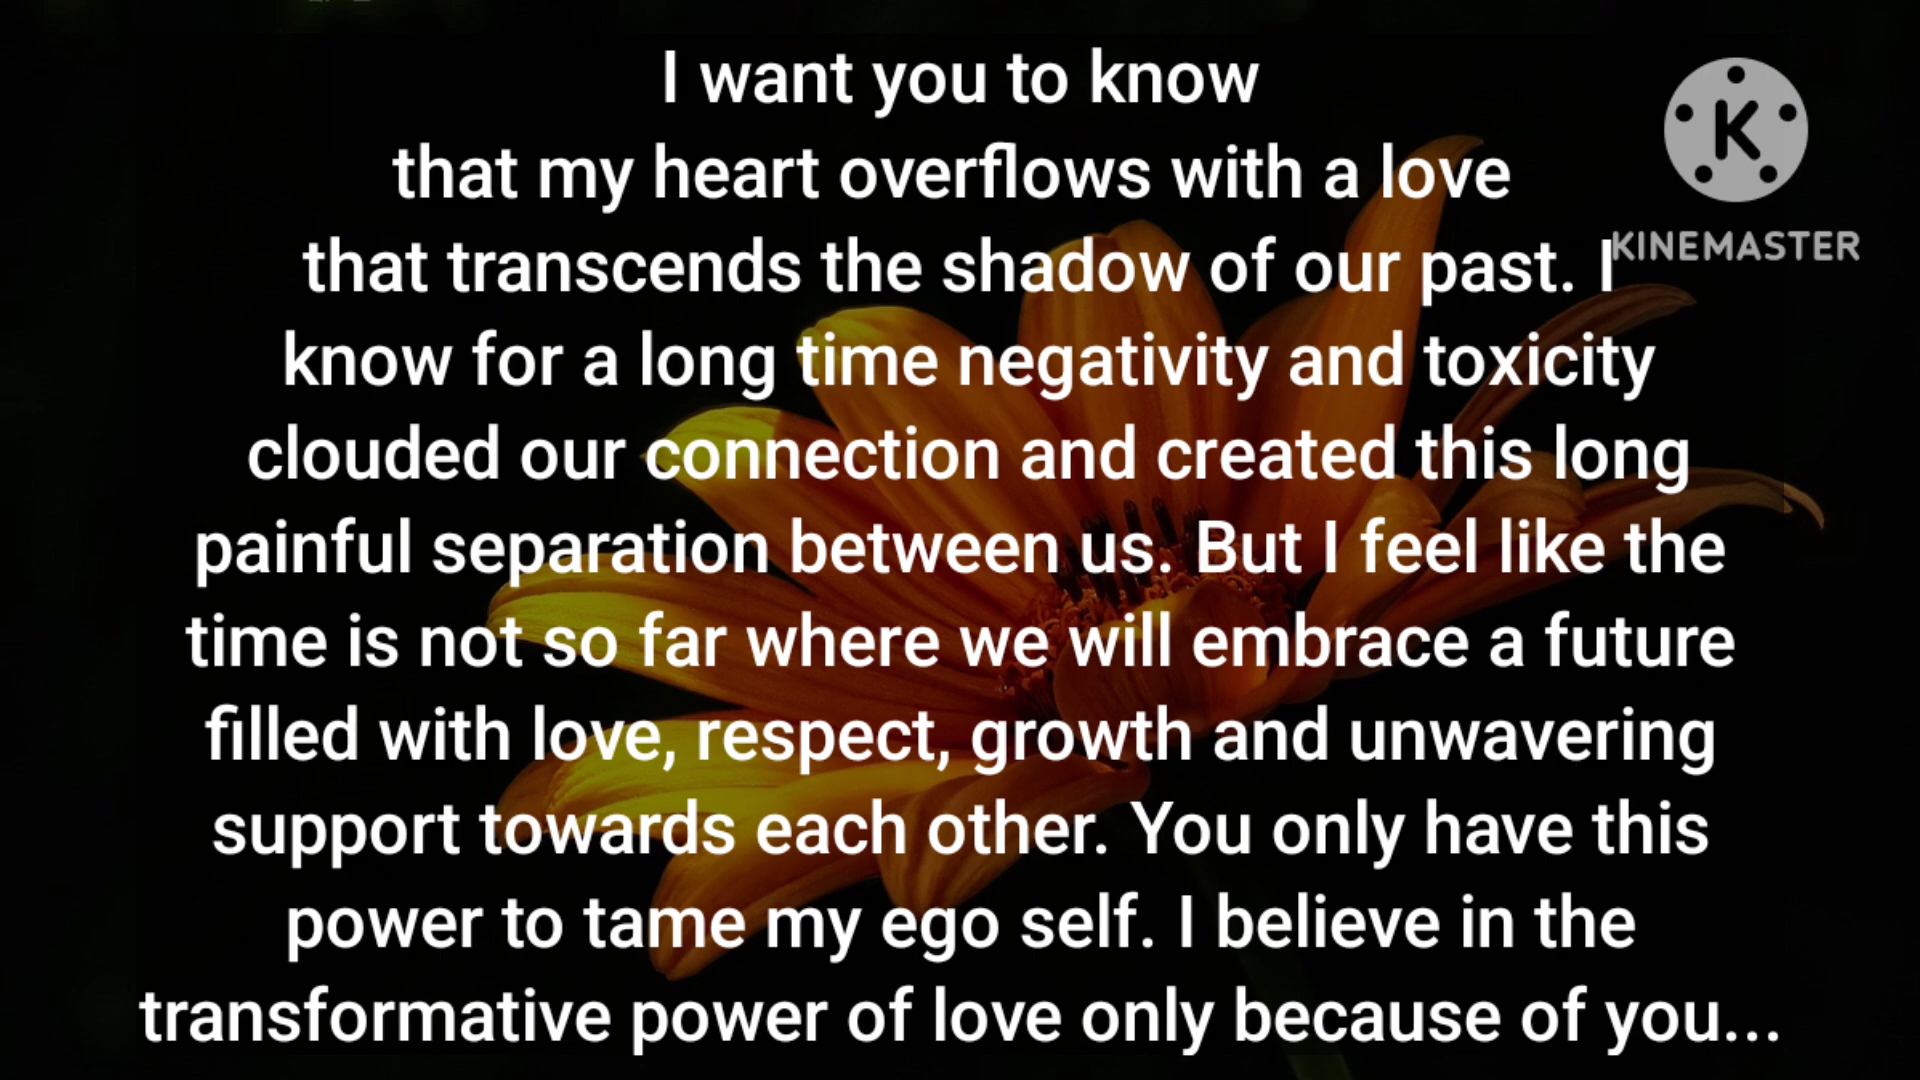 I want you to know
that my heart overflows with a love
that transcends the shadow of our past. I
know for a long time negativity and toxicity
clouded our connection and created this long
painful separation between us. But I feel like the
time is not so far where we will embrace a future
filled with love, respect, growth and unwavering
support towards each other. You only have this
power to tame my ego self. I believe in the
transformative power of love only because of you...
K
KINEMASTER